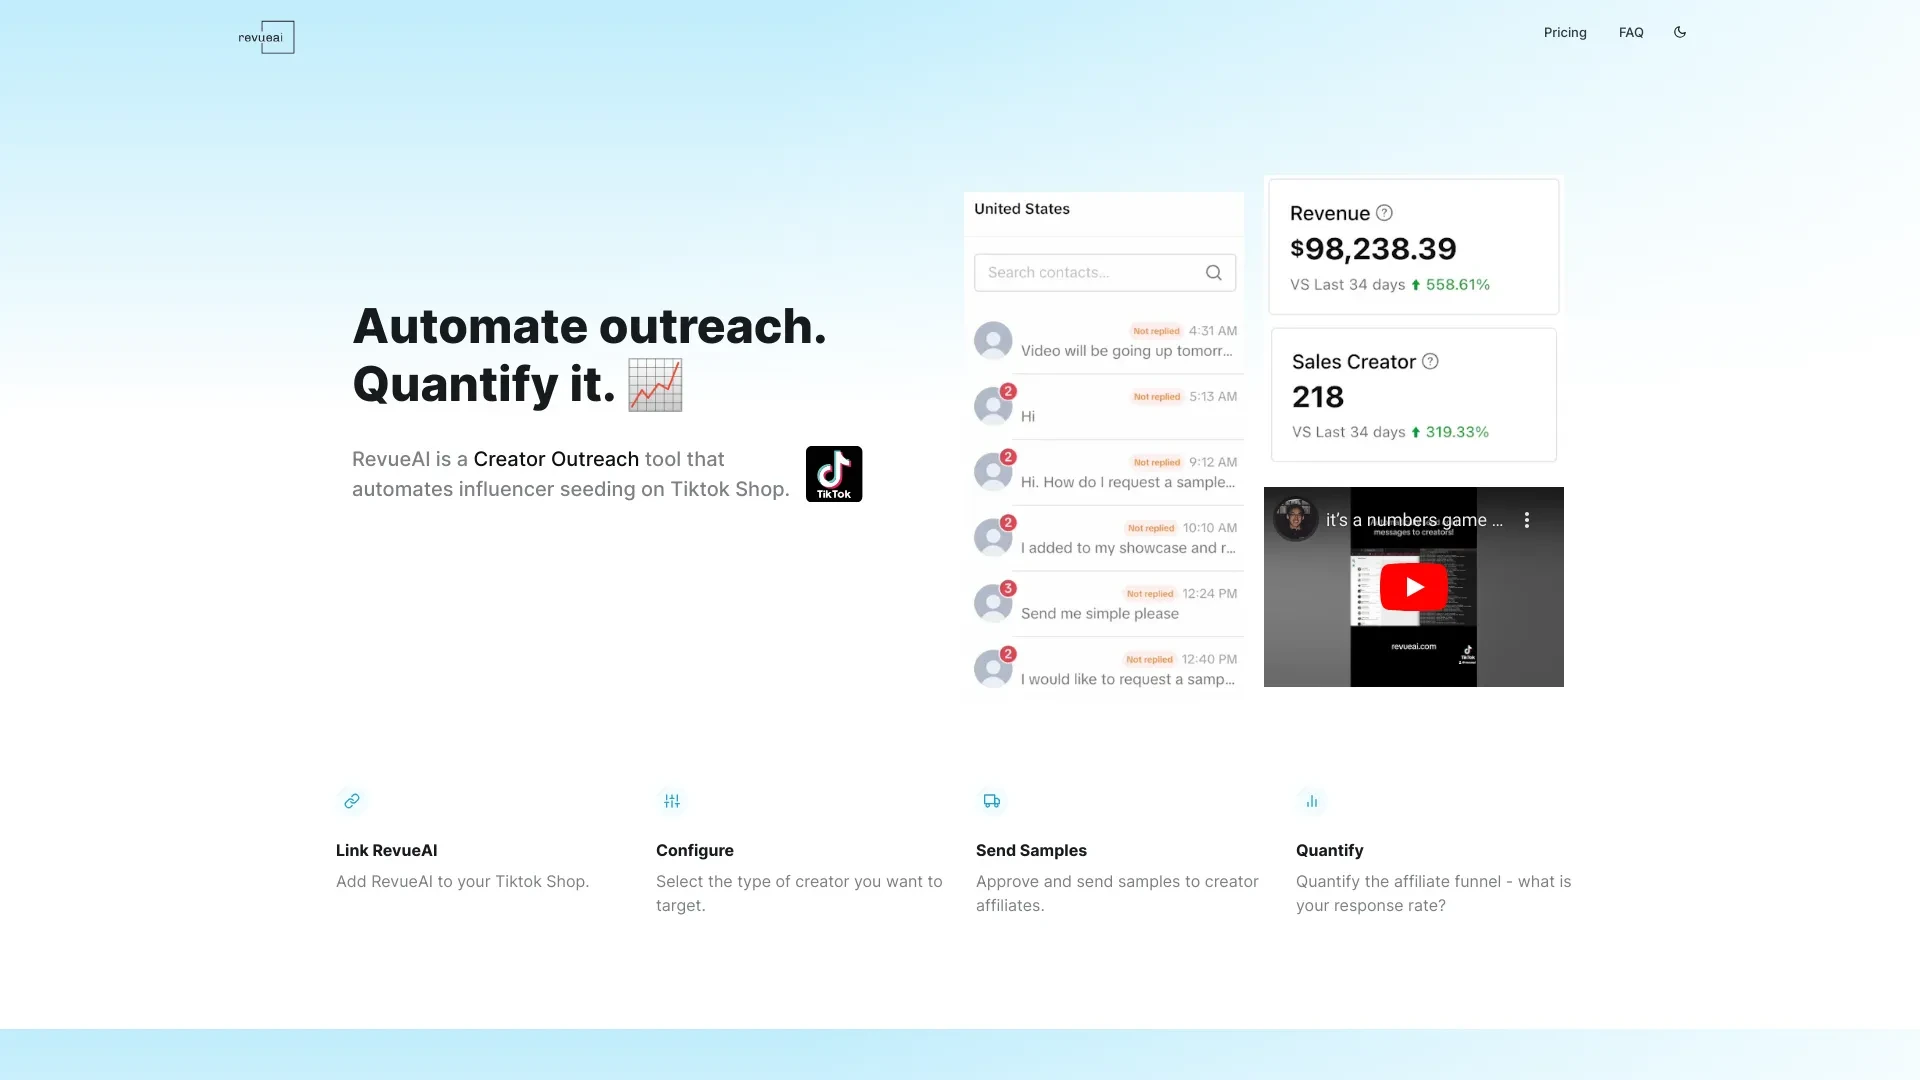 revueai
Pricing
FAQ
Automate outreach.
Quantify it.
RevueAI is a Creator Outreach tool that
automates influencer seeding on Tiktok Shop.
TikTok
United States
Search contacts...
Not replied 4:31 AM
Video will be going up tomorr...
2
Not replied 5:13 AM
Hi
2
Not replied 9:12 AM
Hi. How do I request a sample...
2
Not replied 10:10 AM
I added to my showcase and r...
3
Not replied 12:24 PM
Send me simple please
2
Not replied 12:40 PM
I would like to request a samp...
Revenue ?
$98,238.39
VS Last 34 days 558.61%
Sales Creator ?
218
VS Last 34 days 319.33%
it's a numbers game ...
messages to creators!
revueai.com
TikTok
Link RevueAI
Add RevueAI to your Tiktok Shop.
Configure
Select the type of creator you want to
target.
Send Samples
Approve and send samples to creator
affiliates.
Quantify
Quantify the affiliate funnel - what is
your response rate?